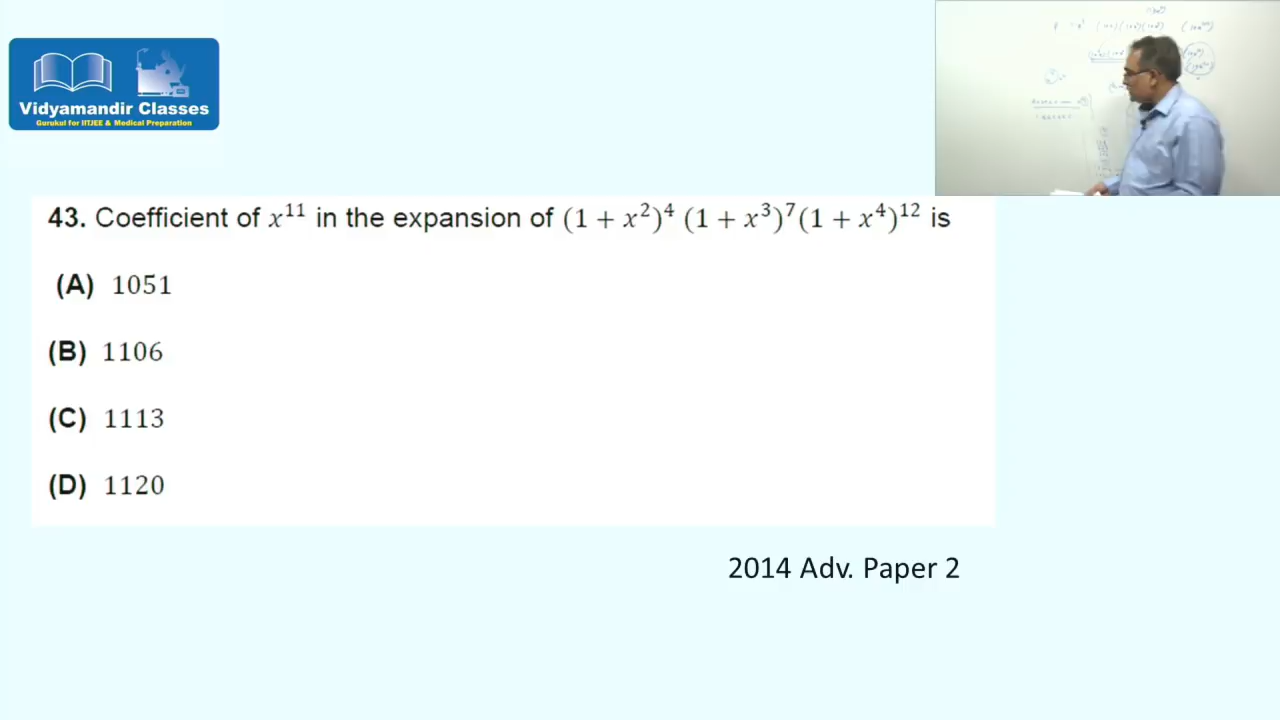 Vidyamandir Classes
Gurukul for IITJEE & Medical Preparation
43. Coefficient of x¹¹ in the expansion of (1 + x²)⁴ (1 + x³)⁷(1 + x⁴)¹² is
(A) 1051
(B) 1106
(C) 1113
(D) 1120
2014 Adv. Paper 2